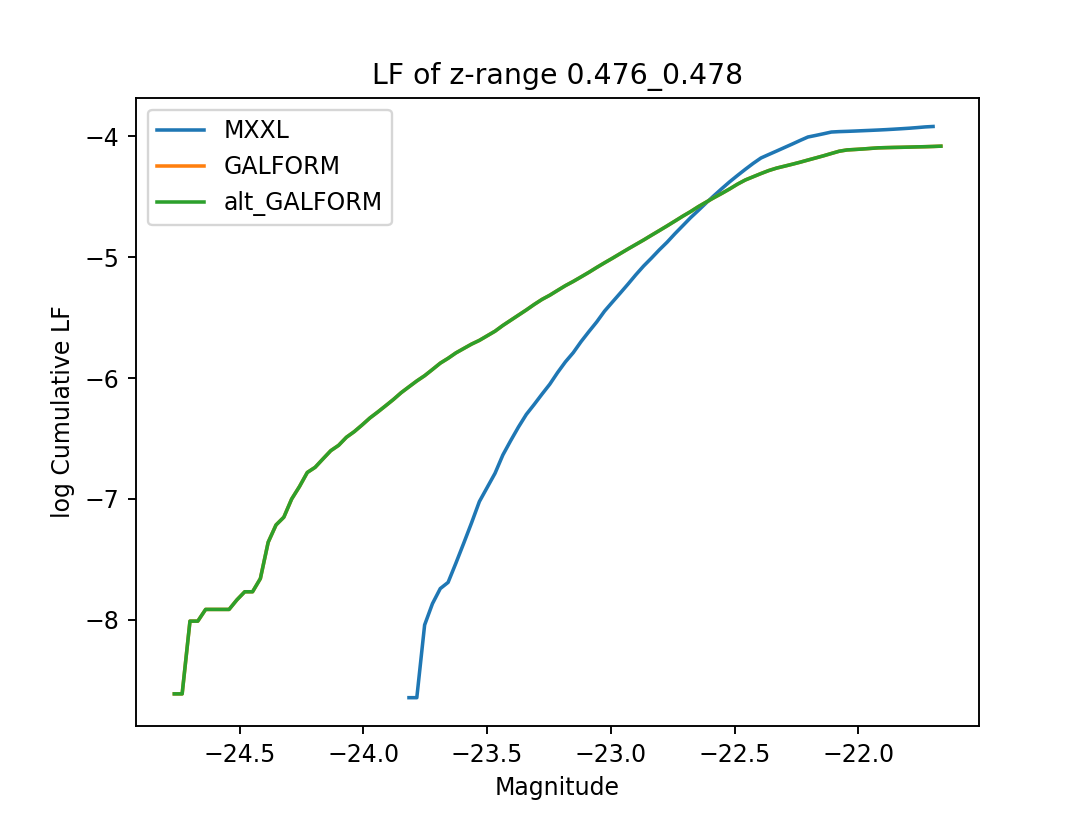 LF of z-range 0.476_0.478
MXXL
GALFORM
alt_GALFORM
log Cumulative LF
−4
−5
−6
−7
−8
−24.5
−24.0
−23.5
−23.0
−22.5
−22.0
Magnitude